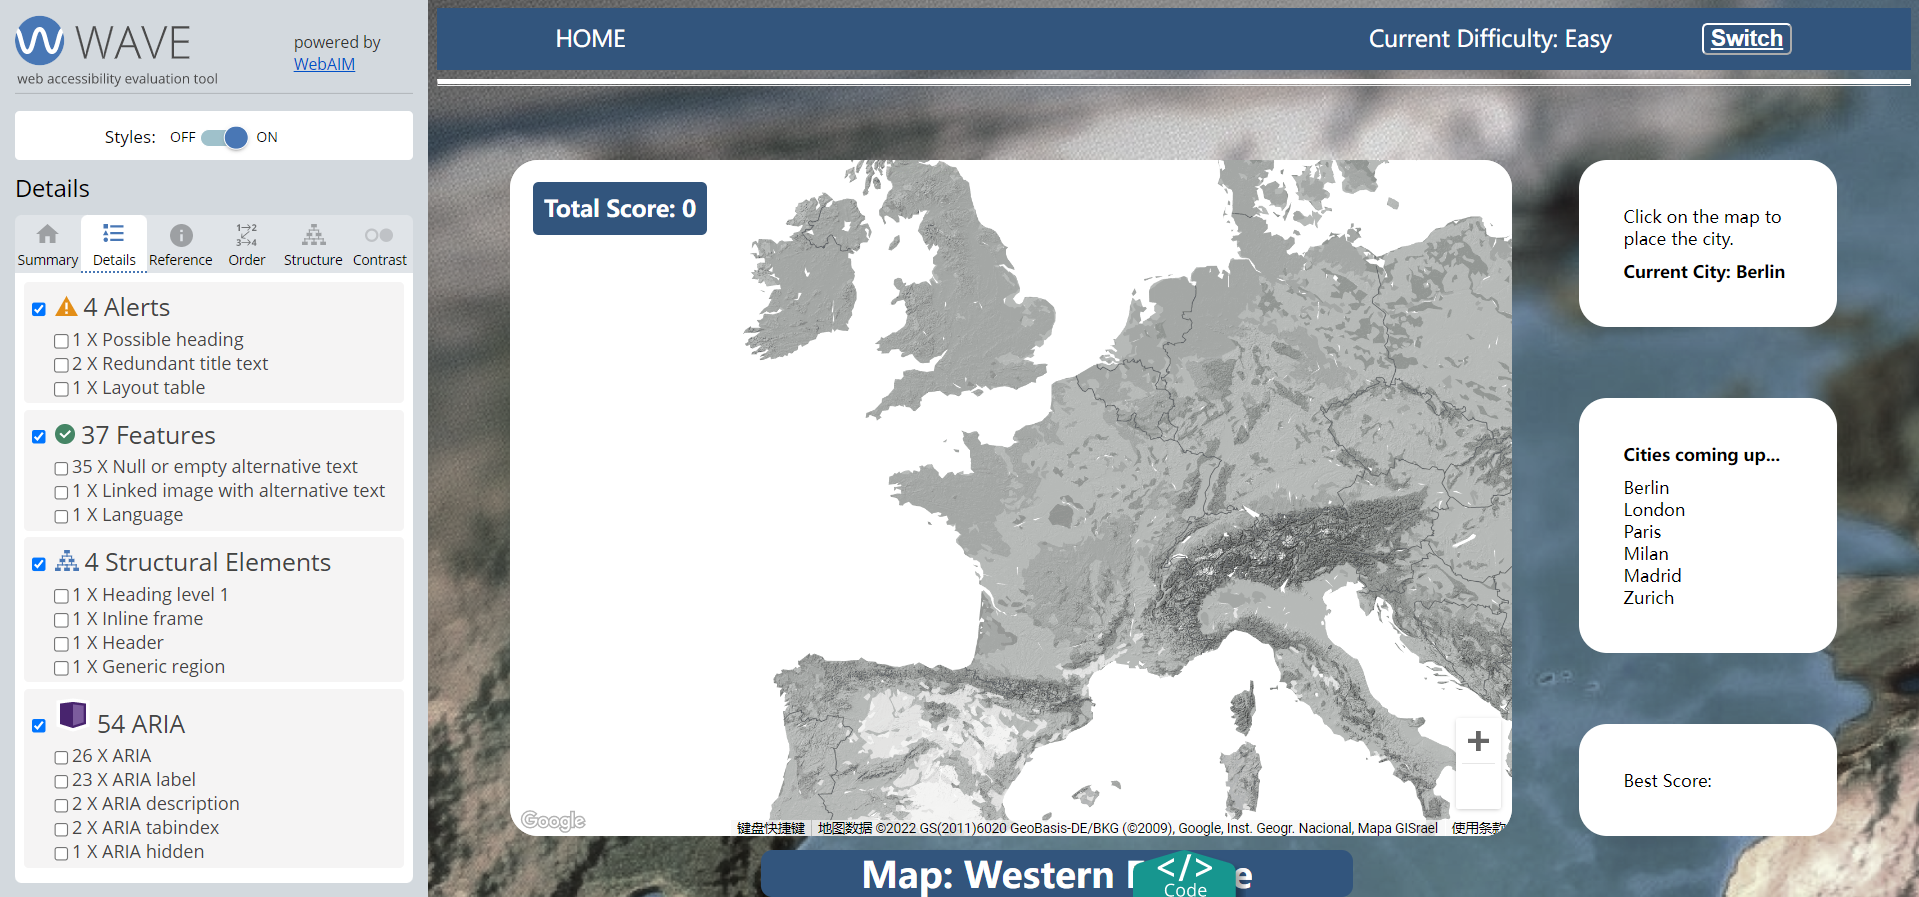 WAVE
web accessibility evaluation tool
powered by
WebAIM
Styles: OFF ON
Details
Summary Details Reference Order Structure Contrast
4 Alerts
1 X Possible heading
2 X Redundant title text
1 X Layout table
37 Features
35 X Null or empty alternative text
1 X Linked image with alternative text
1 X Language
4 Structural Elements
1 X Heading level 1
1 X Inline frame
1 X Header
1 X Generic region
54 ARIA
26 X ARIA
23 X ARIA label
2 X ARIA description
2 X ARIA tabindex
1 X ARIA hidden
HOME
Current Difficulty: Easy
Switch
Total Score: 0
Google
键盘快捷键 地图数据 ©2022 GS(2011)6020 GeoBasis-DE/BKG (©2009), Google, Inst. Geogr. Nacional, Mapa GISrael 使用条款
Map: Western
</> Code
Click on the map to
place the city.
Current City: Berlin
Cities coming up...
Berlin
London
Paris
Milan
Madrid
Zurich
Best Score: